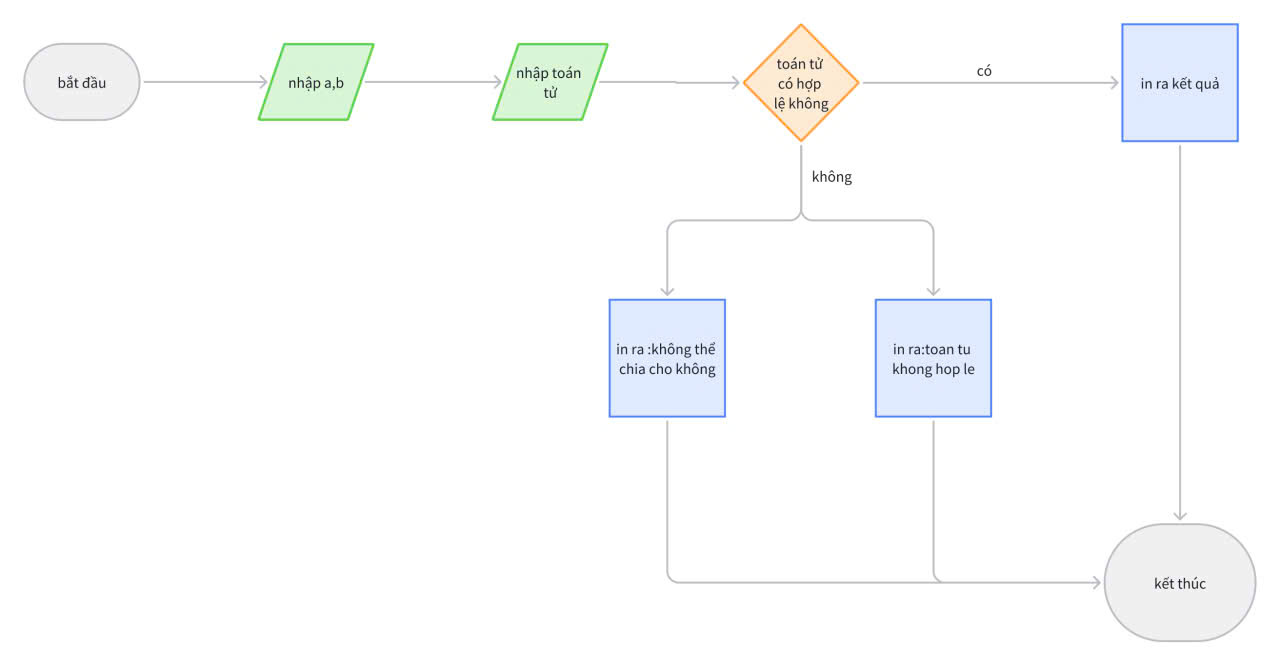 bắt đầu
nhập a,b
nhập toán
tử
toán tử
có hợp
lệ không
có
in ra kết quả
không
in ra :không thể
chia cho không
in ra:toan tu
khong hop le
kết thúc